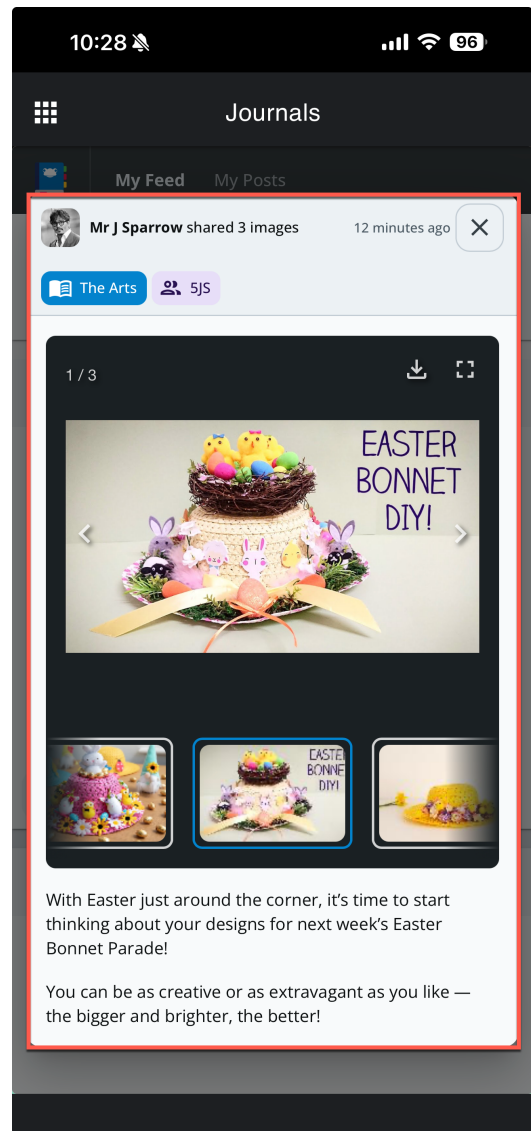 10:28
96
Journals
My Feed My Posts
Mr J Sparrow shared 3 images 12 minutes ago
The Arts 5JS
1 / 3
EASTER
BONNET
DIY!
EASTE
BONNE
DIY!
With Easter just around the corner, it’s time to start
thinking about your designs for next week’s Easter
Bonnet Parade!
You can be as creative or as extravagant as you like —
the bigger and brighter, the better!